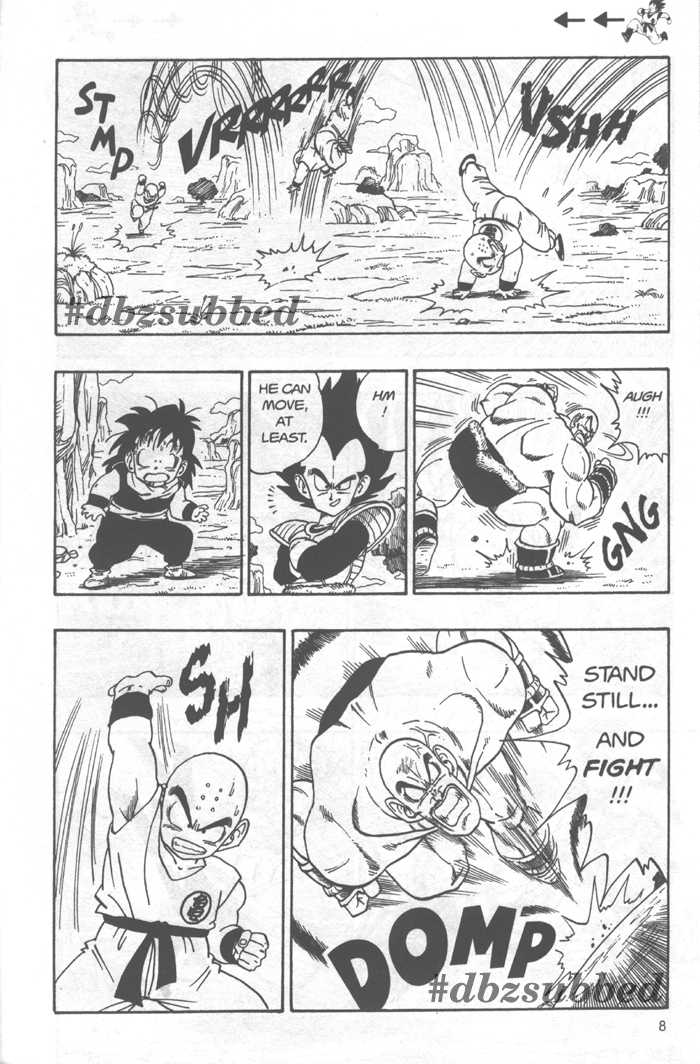 STMP
VRRRRRR
VSHH
#dbzsubbed
AUGH
!!!
GNG
HM
!
HE CAN
MOVE,
AT
LEAST.
STAND
STILL...
AND
FIGHT
!!!
DOMP
#dbzsubbed
SH
8